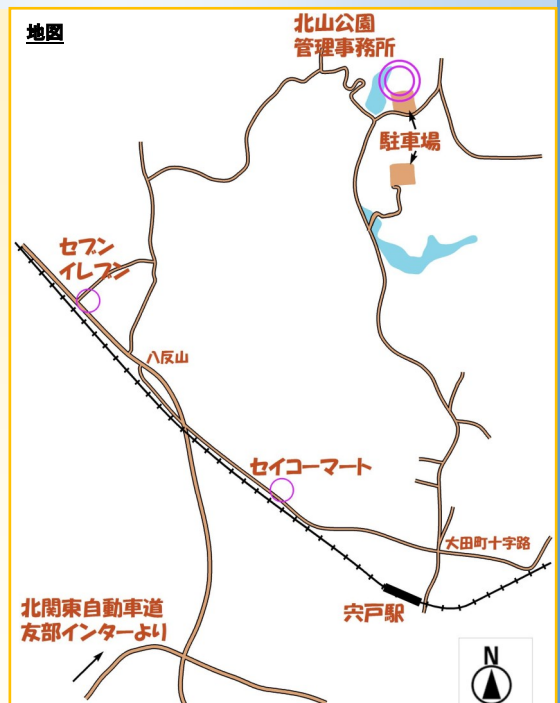 地図
北山公園
管理事務所
駐車場
セブン
イレブン
八反山
セイコーマート
大田町十字路
宍戸駅
北関東自動車道
友部インターより
N